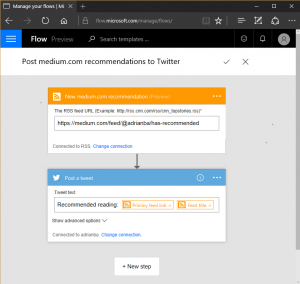 Manage your flows | Mi
flow.microsoft.com/manage/flows/
Flow Preview
Search templates ...
Post medium.com recommendations to Twitter
New medium.com recommendation (Preview)
The RSS feed URL (Example: http://rss.cnn.com/rss/cnn_topstories.rss)*
https://medium.com/feed/@adrianba/has-recommended
Connected to RSS. Change connection.
Post a tweet
Tweet text
Recommended reading: Primary feed link × Feed title ×
Show advanced options
Connected to adrianba. Change connection.
+ New step